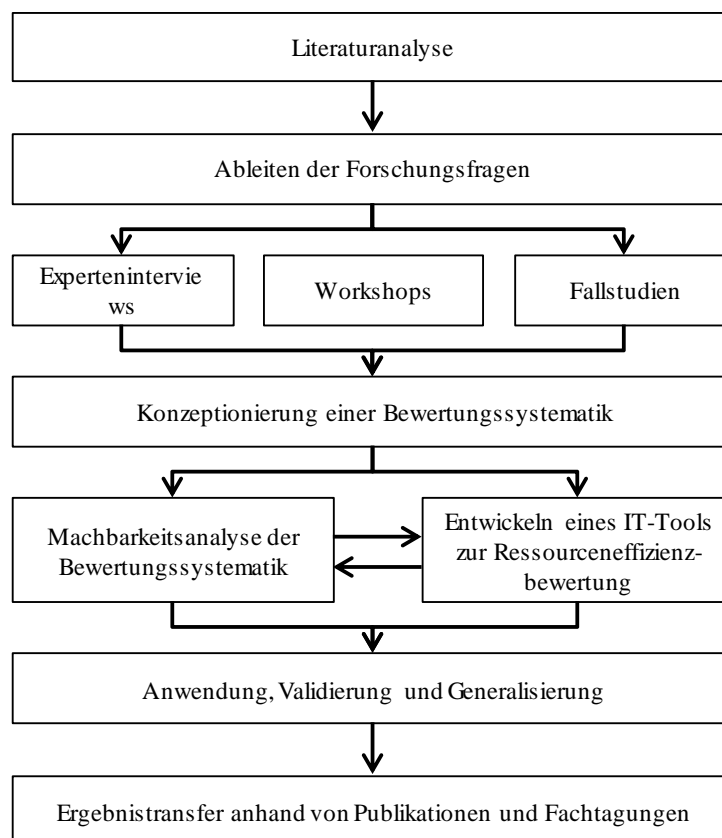 Literaturanalyse
Ableiten der Forschungsfragen
Expertenintervie
ws
Workshops
Fallstudien
Konzeptionierung einer Bewertungssystematik
Machbarkeitsanalyse der
Bewertungssystematik
Entwickeln eines IT-Tools
zur Ressourceneffizienz-
bewertung
Anwendung, Validierung und Generalisierung
Ergebnistransfer anhand von Publikationen und Fachtagungen